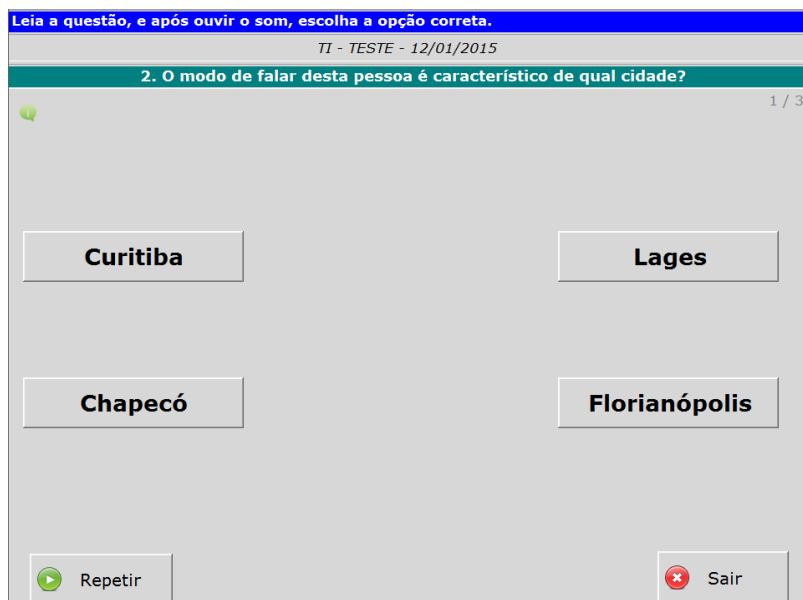 Leia a questão, e após ouvir o som, escolha a opção correta.
TI - TESTE - 12/01/2015
2. O modo de falar desta pessoa é característico de qual cidade?
1 / 3
Curitiba
Lages
Chapecó
Florianópolis
Repetir
Sair